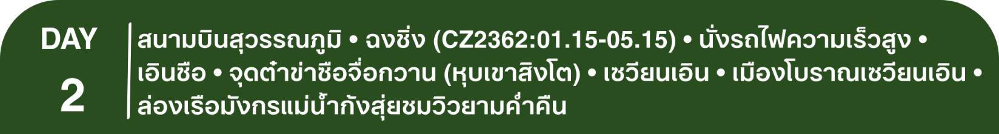 DAY
2
สนามบินสุวรรณภูมิ • ฉงชิ่ง (CZ2362:01.15-05.15) • นั่งรถไฟความเร็วสูง •
เอินซือ • จุดต๋าข่าซือจื่อกวาน (หุบเขาสิงโต) • เซวียนเอิน • เมืองโบราณเซวียนเอิน •
ล่องเรือมังกรแม่น้ำก้งสุ่ยชมวิวยามค่ำคืน